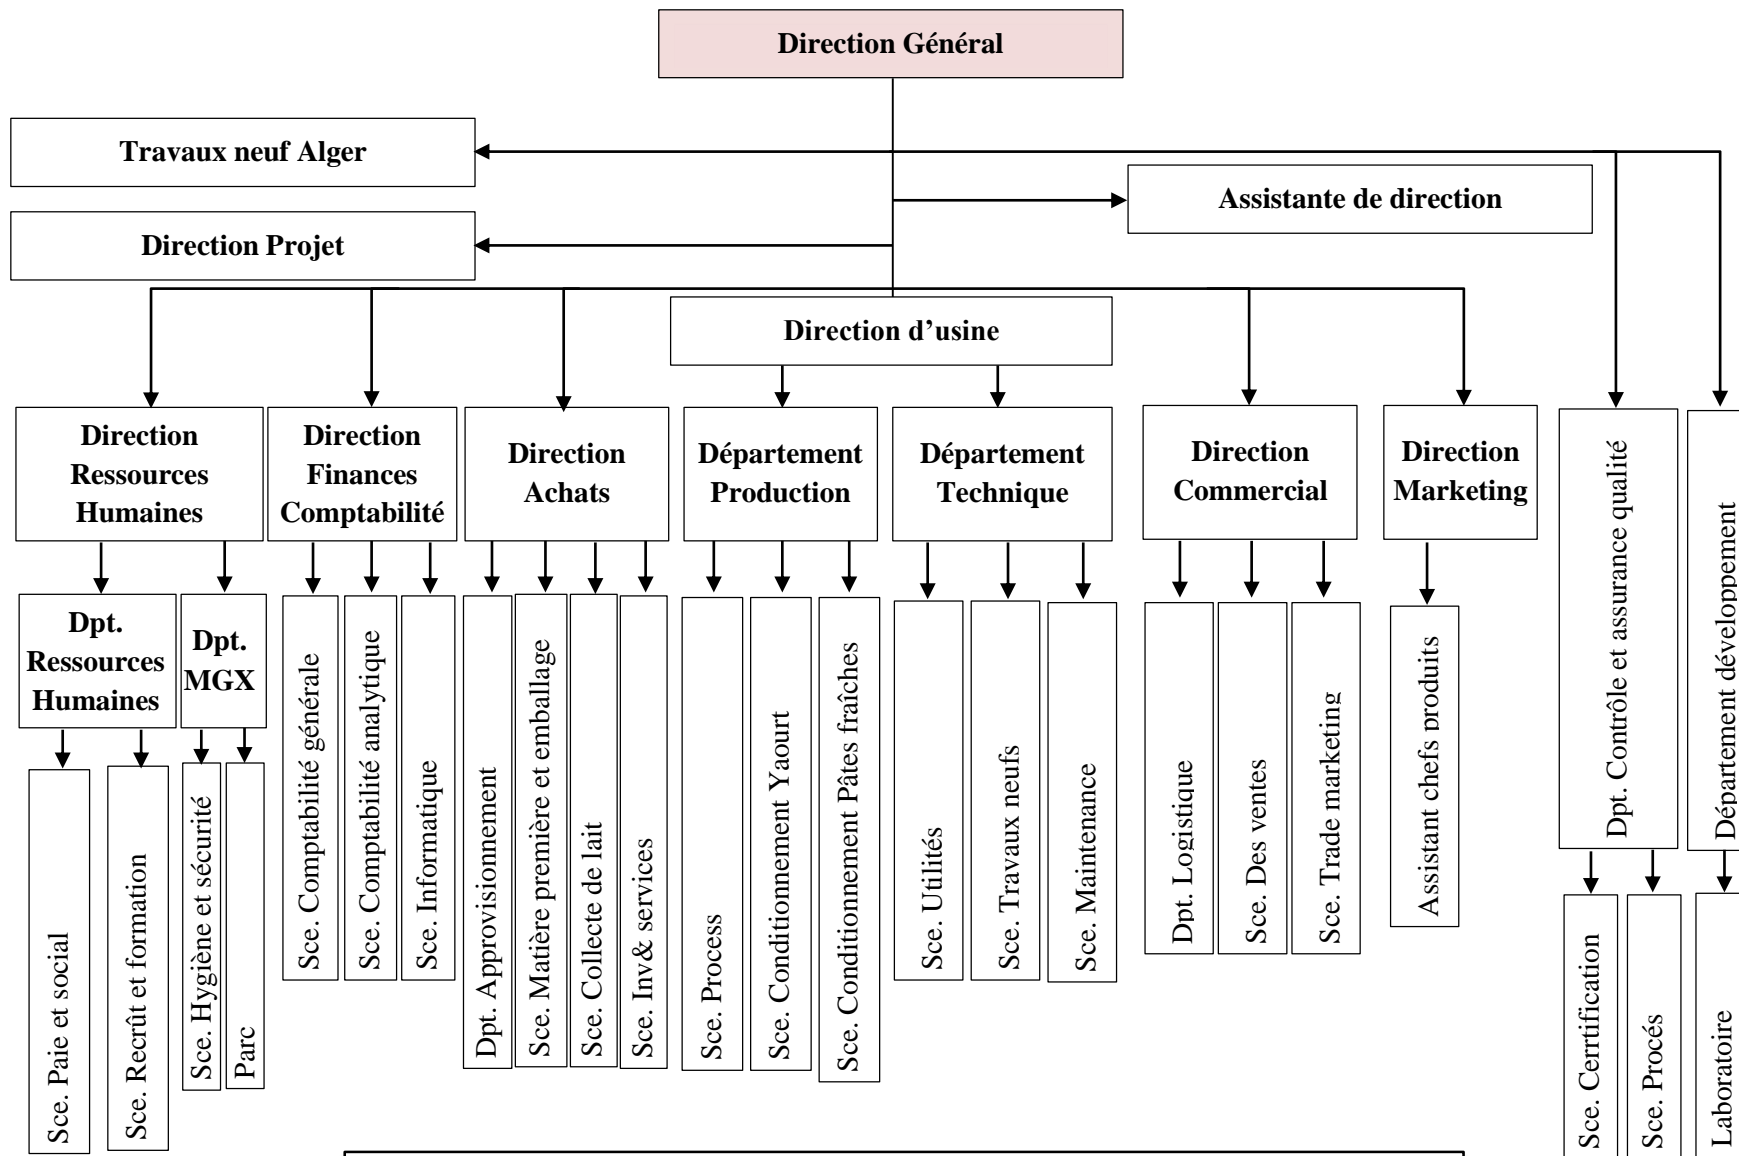 Direction Général
Travaux neuf Alger
Assistante de direction
Direction Projet
Direction d’usine
Direction
Ressources
Humaines
Direction
Finances
Comptabilité
Direction
Achats
Département
Production
Département
Technique
Direction
Commercial
Direction
Marketing
Dpt. Contrôle et assurance qualité
Département développement
Dpt.
Ressources
Humaines
Dpt.
MGX
Sce. Comptabilité générale
Sce. Comptabilité analytique
Sce. Informatique
Dpt. Approvisionnement
Sce. Matière première et emballage
Sce. Collecte de lait
Sce. Inv& services
Sce. Process
Sce. Conditionnement Yaourt
Sce. Conditionnement Pâtes fraîches
Sce. Utilités
Sce. Travaux neufs
Sce. Maintenance
Dpt. Logistique
Sce. Des ventes
Sce. Trade marketing
Assistant chefs produits
Sce. Paie et social
Sce. Recrût et formation
Sce. Hygiène et sécurité
Parc
Sce. Cerrtification
Sce. Procés
Laboratoire